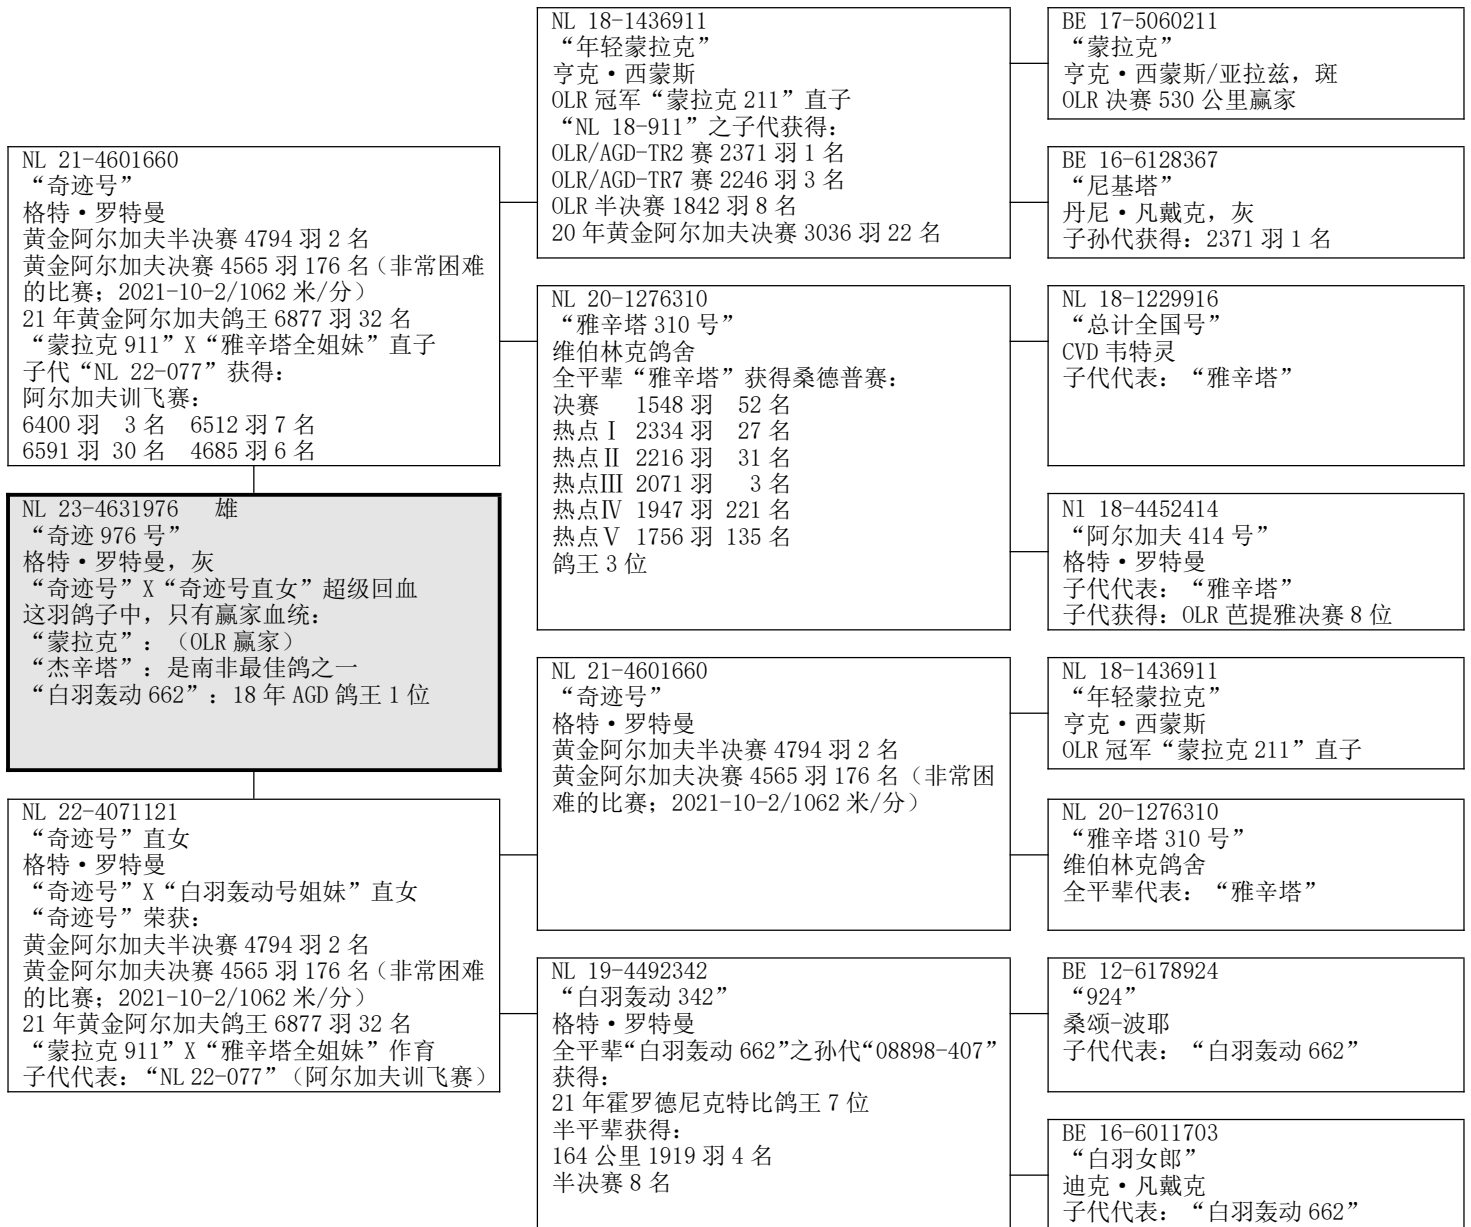 NL 21-4601660
“奇迹号”
格特•罗特曼
黄金阿尔加夫半决赛 4794 羽 2 名
黄金阿尔加夫决赛 4565 羽 176 名（非常困难
的比赛；2021-10-2/1062 米/分）
21 年黄金阿尔加夫鸽王 6877 羽 32 名
“蒙拉克 911”X“雅辛塔全姐妹”直子
子代“NL 22-077”获得：
阿尔加夫训飞赛：
6400 羽 3 名 6512 羽 7 名
6591 羽 30 名 4685 羽 6 名
NL 23-4631976 雄
“奇迹 976 号”
格特•罗特曼，灰
“奇迹号”X“奇迹号直女”超级回血
这羽鸽子中，只有赢家血统：
“蒙拉克”：（OLR 赢家）
“杰辛塔”：是南非最佳鸽之一
“白羽轰动 662”：18 年 AGD 鸽王 1 位
NL 22-4071121
“奇迹号”直女
格特•罗特曼
“奇迹号”X“白羽轰动号姐妹”直女
“奇迹号”荣获：
黄金阿尔加夫半决赛 4794 羽 2 名
黄金阿尔加夫决赛 4565 羽 176 名（非常困难
的比赛；2021-10-2/1062 米/分）
21 年黄金阿尔加夫鸽王 6877 羽 32 名
“蒙拉克 911”X“雅辛塔全姐妹”作育
子代代表：“NL 22-077”（阿尔加夫训飞赛）
NL 18-1436911
“年轻蒙拉克”
亨克•西蒙斯
OLR 冠军“蒙拉克 211”直子
“NL 18-911”之子代获得：
OLR/AGD-TR2 赛 2371 羽 1 名
OLR/AGD-TR7 赛 2246 羽 3 名
OLR 半决赛 1842 羽 8 名
20 年黄金阿尔加夫决赛 3036 羽 22 名
NL 20-1276310
“雅辛塔 310 号”
维伯林克鸽舍
全平辈“雅辛塔”获得桑德普赛：
决赛 1548 羽 52 名
热点Ⅰ 2334 羽 27 名
热点Ⅱ 2216 羽 31 名
热点Ⅲ 2071 羽 3 名
热点Ⅳ 1947 羽 221 名
热点Ⅴ 1756 羽 135 名
鸽王 3 位
NL 21-4601660
“奇迹号”
格特•罗特曼
黄金阿尔加夫半决赛 4794 羽 2 名
黄金阿尔加夫决赛 4565 羽 176 名（非常困
难的比赛；2021-10-2/1062 米/分）
NL 19-4492342
“白羽轰动 342”
格特•罗特曼
全平辈“白羽轰动 662”之孙代“08898-407”
获得：
21 年霍罗德尼克特比鸽王 7 位
半平辈获得：
164 公里 1919 羽 4 名
半决赛 8 名
BE 17-5060211
“蒙拉克”
亨克•西蒙斯/亚拉兹，斑
OLR 决赛 530 公里赢家
BE 16-6128367
“尼基塔”
丹尼•凡戴克，灰
子孙代获得：2371 羽 1 名
NL 18-1229916
“总计全国号”
CVD 韦特灵
子代代表：“雅辛塔”
Nl 18-4452414
“阿尔加夫 414 号”
格特•罗特曼
子代代表：“雅辛塔”
子代获得：OLR 芭提雅决赛 8 位
NL 18-1436911
“年轻蒙拉克”
亨克•西蒙斯
OLR 冠军“蒙拉克 211”直子
NL 20-1276310
“雅辛塔 310 号”
维伯林克鸽舍
全平辈代表：“雅辛塔”
BE 12-6178924
“924”
桑颂-波耶
子代代表：“白羽轰动 662”
BE 16-6011703
“白羽女郎”
迪克•凡戴克
子代代表：“白羽轰动 662”